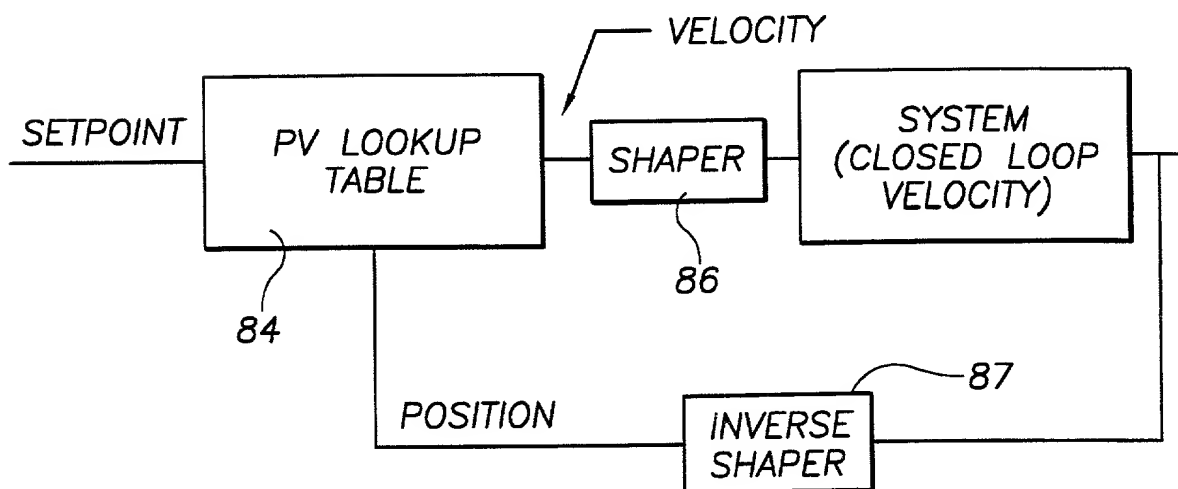 VELOCITY
SETPOINT
PV LOOKUP
TABLE
SHAPER
SYSTEM
(CLOSED LOOP
VELOCITY)
86
84
87
POSITION
INVERSE
SHAPER